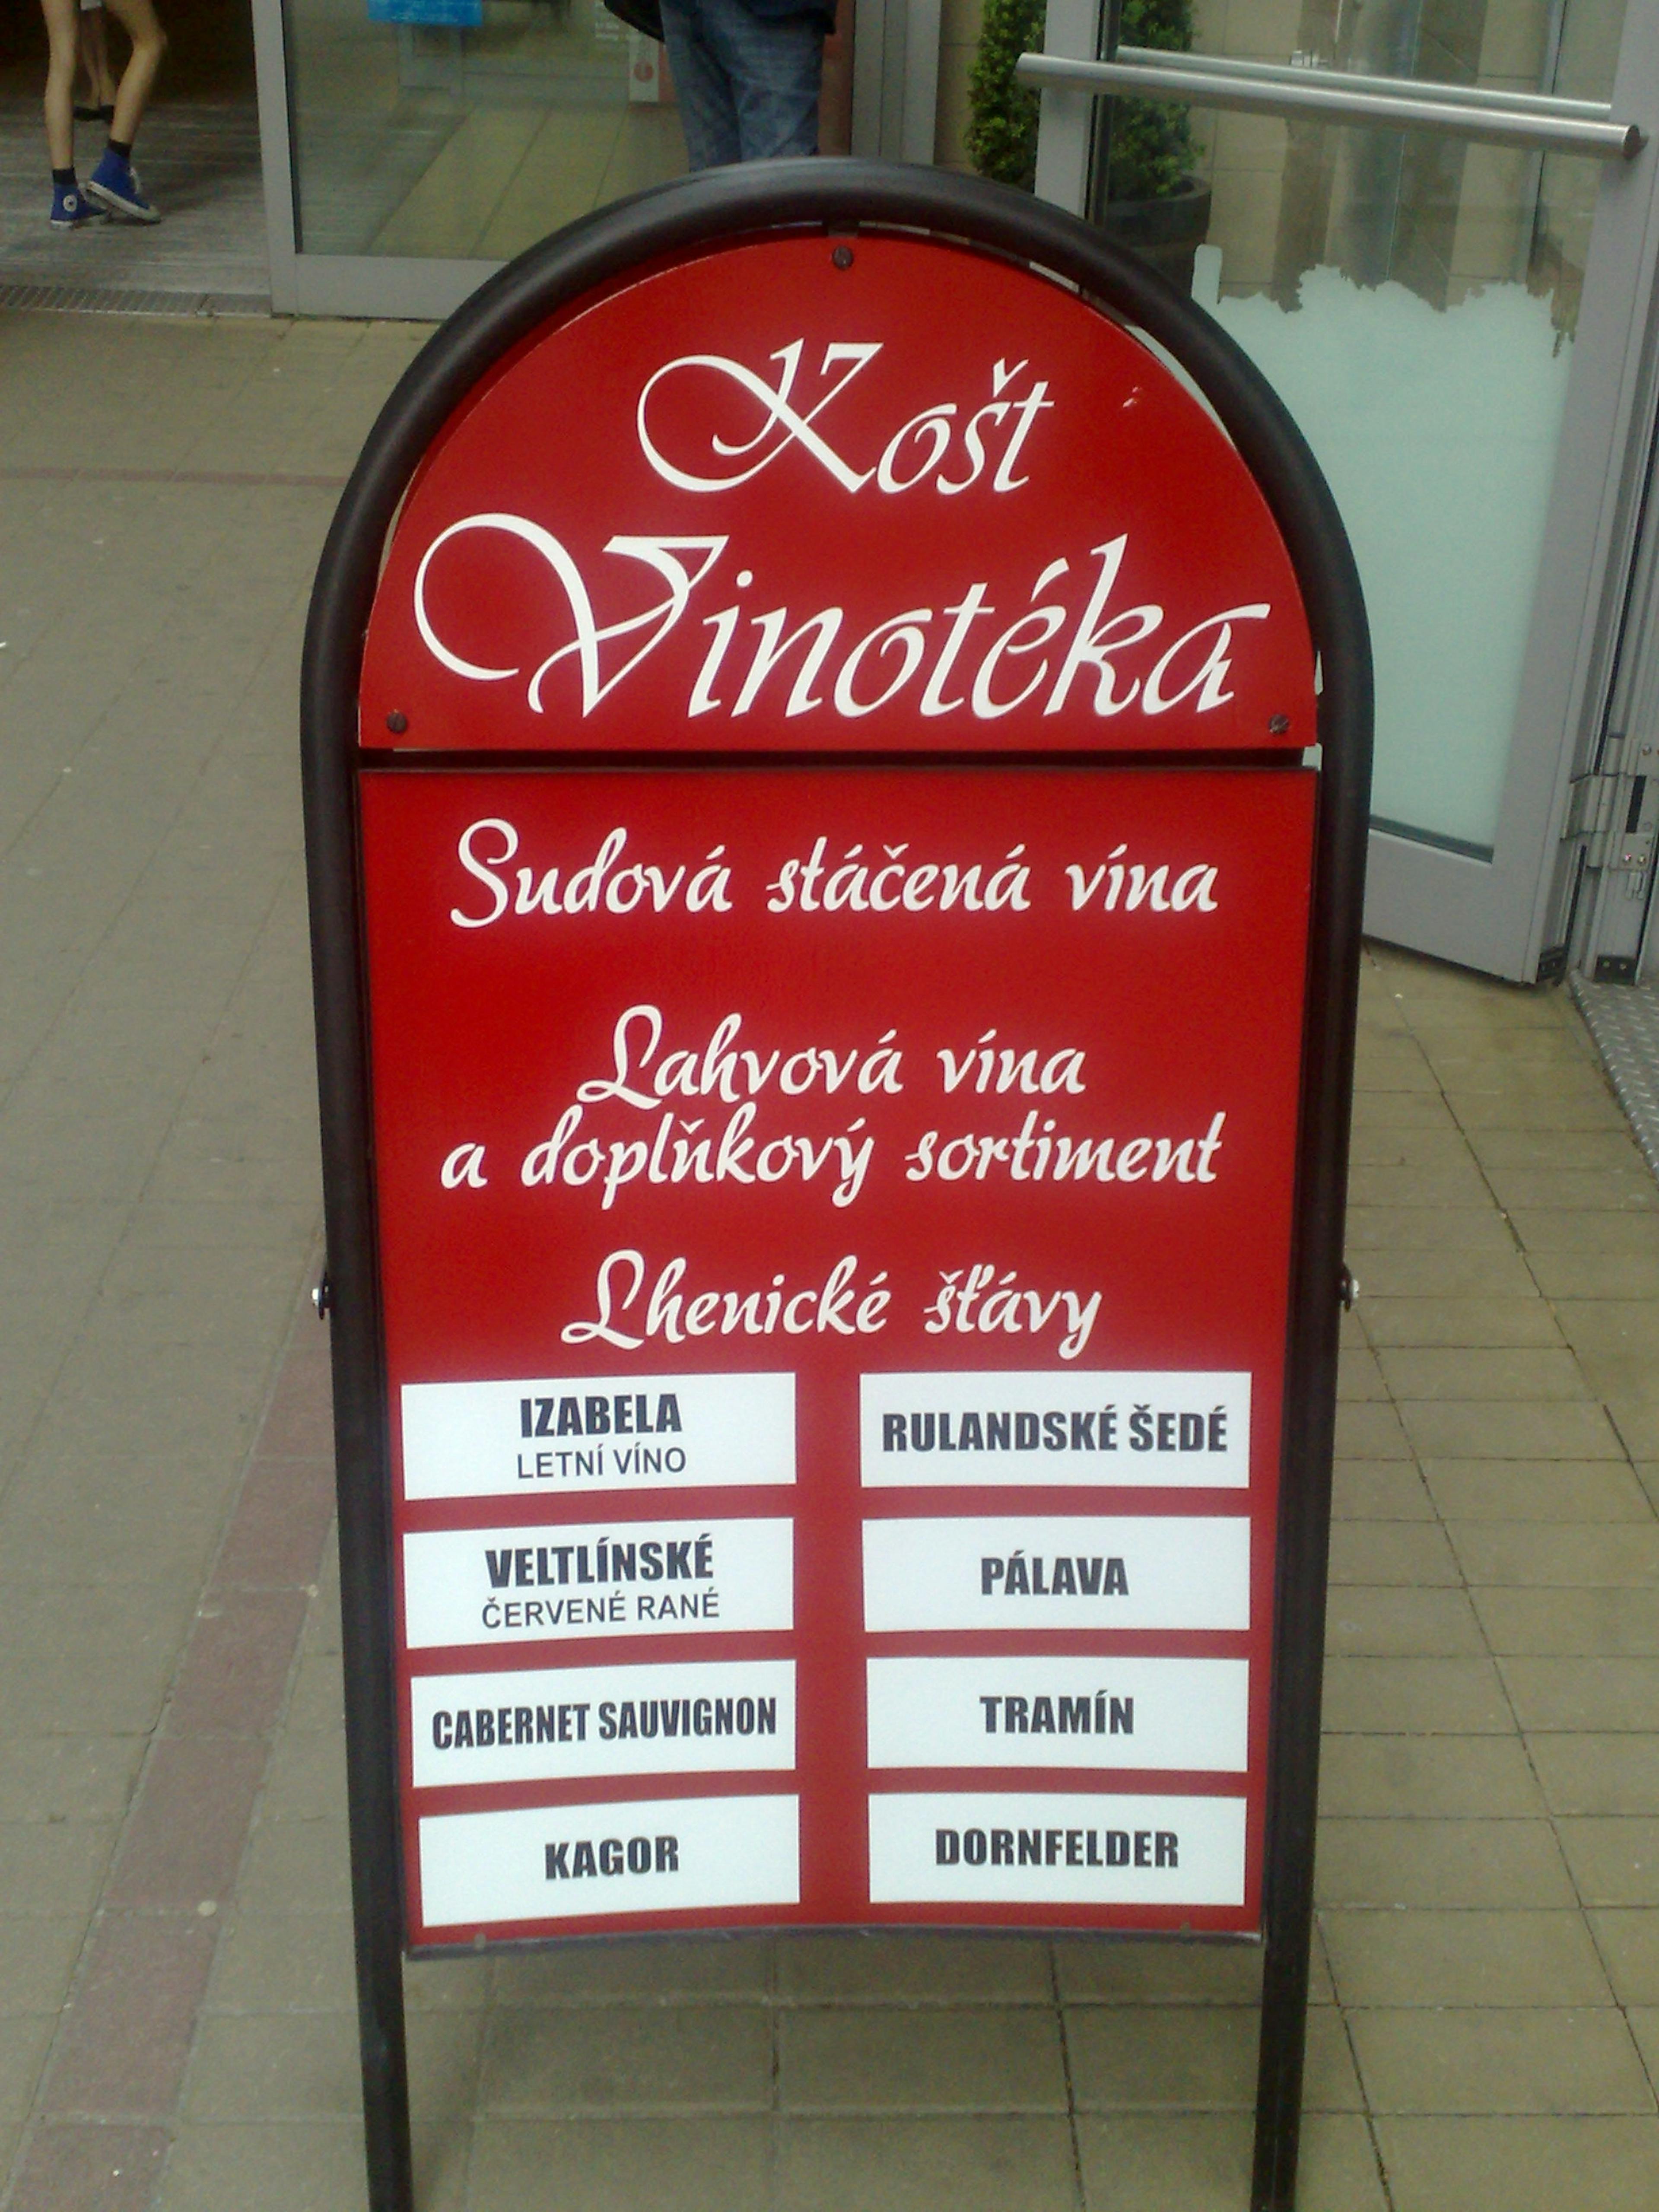 Košt
Vinotéka
Sudová stáčená vína
Lahvová vína
a doplňkový sortiment
Lhenické šťávy
IZABELA
LETNÍ VÍNO
RULANDSKÉ ŠEDÉ
VELTLÍNSKÉ
ČERVENÉ RANÉ
PÁLAVA
CABERNET SAUVIGNON
TRAMÍN
KAGOR
DORNFELDER